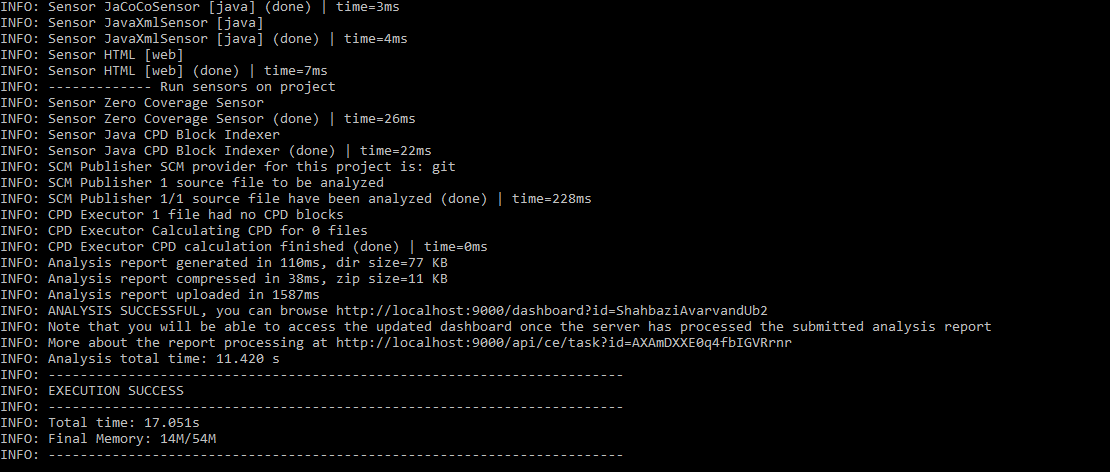 INFO: Sensor JaCoCoSensor [java] (done) | time=3ms
INFO: Sensor JavaXmlSensor [java]
INFO: Sensor JavaXmlSensor [java] (done) | time=4ms
INFO: Sensor HTML [web]
INFO: Sensor HTML [web] (done) | time=7ms
INFO: ------------- Run sensors on project
INFO: Sensor Zero Coverage Sensor
INFO: Sensor Zero Coverage Sensor (done) | time=26ms
INFO: Sensor Java CPD Block Indexer
INFO: Sensor Java CPD Block Indexer (done) | time=22ms
INFO: SCM Publisher SCM provider for this project is: git
INFO: SCM Publisher 1 source file to be analyzed
INFO: SCM Publisher 1/1 source file have been analyzed (done) | time=228ms
INFO: CPD Executor 1 file had no CPD blocks
INFO: CPD Executor Calculating CPD for 0 files
INFO: CPD Executor CPD calculation finished (done) | time=0ms
INFO: Analysis report generated in 110ms, dir size=77 KB
INFO: Analysis report compressed in 38ms, zip size=11 KB
INFO: Analysis report uploaded in 1587ms
INFO: ANALYSIS SUCCESSFUL, you can browse http://localhost:9000/dashboard?id=ShahbaziAvarvandUb2
INFO: Note that you will be able to access the updated dashboard once the server has processed the submitted analysis report
INFO: More about the report processing at http://localhost:9000/api/ce/task?id=AXAmDXXE0q4fbIGVRrnr
INFO: Analysis total time: 11.420 s
INFO: ------------------------------------------------------------------------
INFO: EXECUTION SUCCESS
INFO: ------------------------------------------------------------------------
INFO: Total time: 17.051s
INFO: Final Memory: 14M/54M
INFO: ------------------------------------------------------------------------